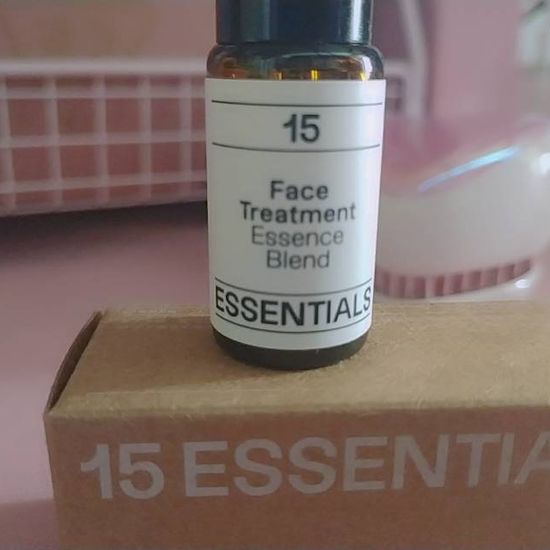 15
Face
Treatment
Essence
Blend
ESSENTIALS
15 ESSENTIA